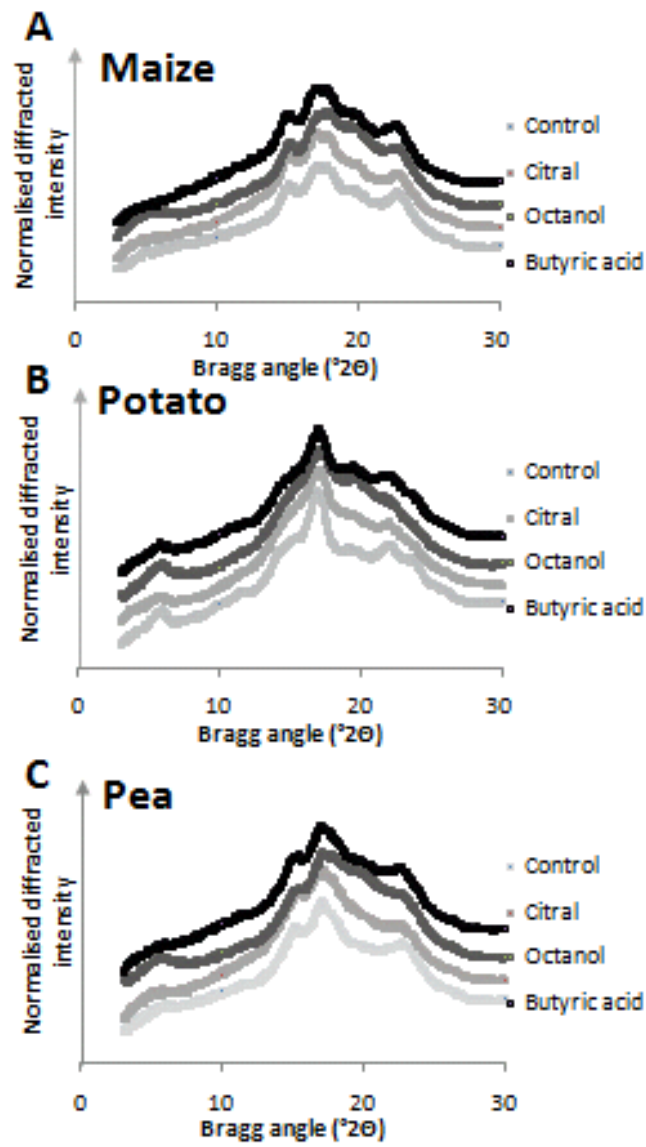 A
Maize
Normalised diffracted
intensity
Control
Citral
Octanol
Butyric acid
0 10 20 30
Bragg angle (°2Θ)
B
Potato
Normalised diffracted
intensity
Control
Citral
Octanol
Butyric acid
0 10 20 30
Bragg angle (°2Θ)
C
Pea
Normalised diffracted
intensity
Control
Citral
Octanol
Butyric acid
0 10 20 30
Bragg angle (°2Θ)